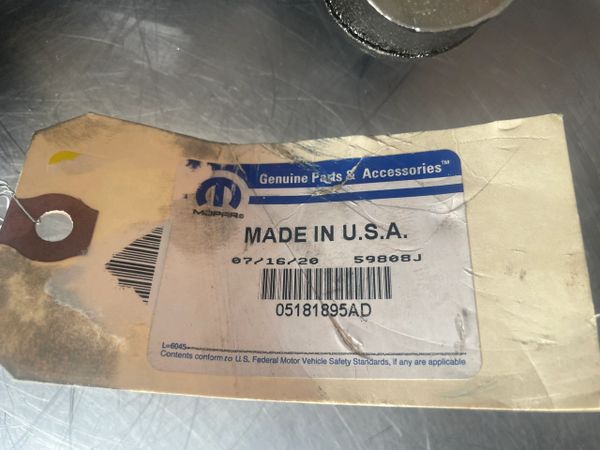 Genuine Parts & Accessories™
MOPAR®
MADE IN U.S.A.
07/16/20 59808J
05181895AD
L=6045
Contents conform to U.S. Federal Motor Vehicle Safety Standards, if any are applicable